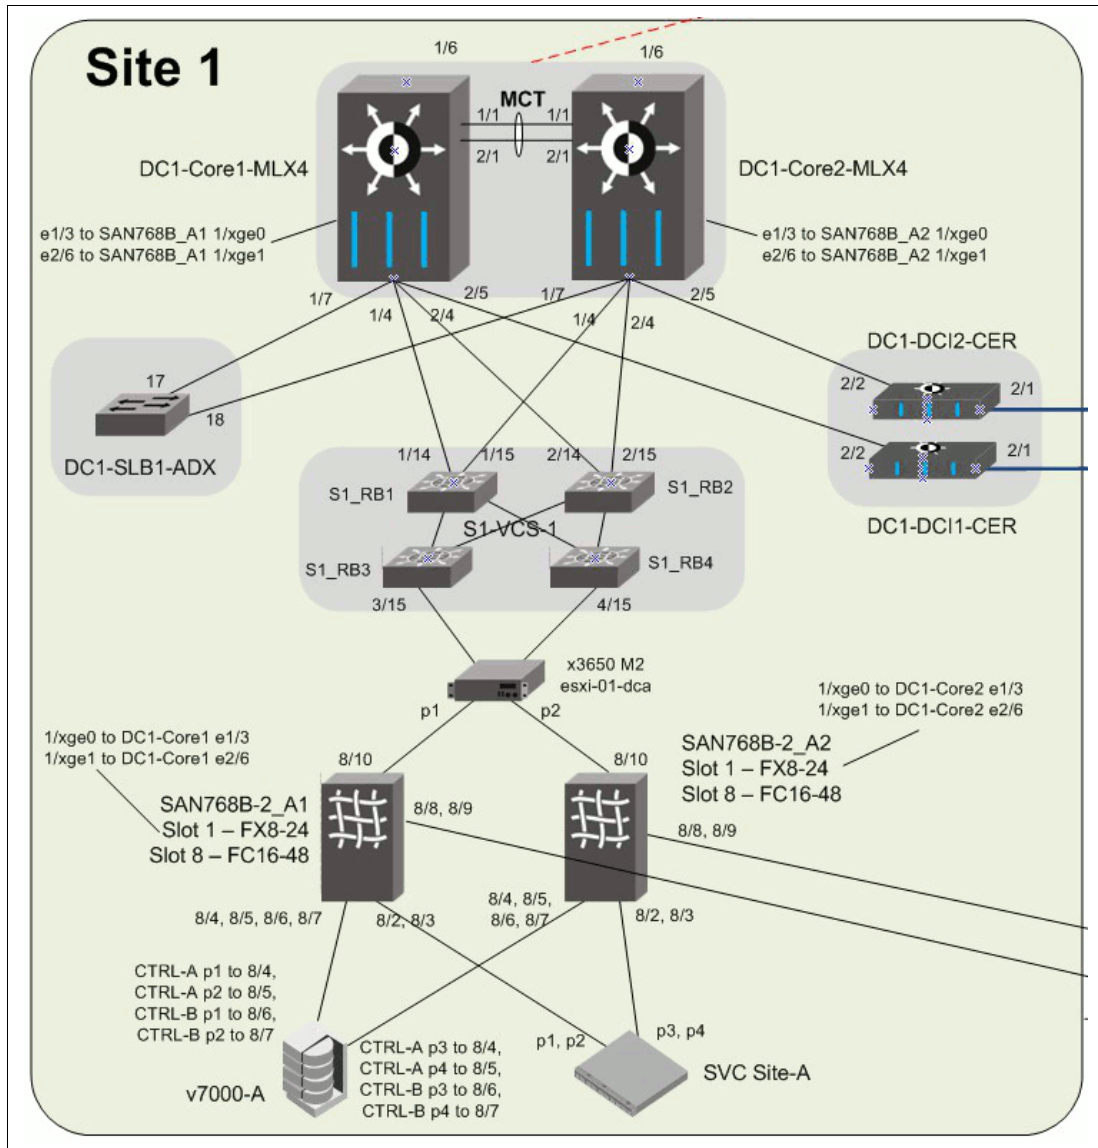 Site 1
1/6
1/6
MCT
1/1
1/1
2/1
2/1
DC1-Core1-MLX4
DC1-Core2-MLX4
e1/3 to SAN768B_A1 1/xge0
e2/6 to SAN768B_A1 1/xge1
e1/3 to SAN768B_A2 1/xge0
e2/6 to SAN768B_A2 1/xge1
1/7
1/4
2/4
2/5
1/7
1/4
2/4
2/5
DC1-DCI2-CER
2/2
2/1
17
18
DC1-SLB1-ADX
2/2
2/1
DC1-DCI1-CER
1/14
1/15
2/14
2/15
S1_RB1
S1_RB2
S1-VCS-1
S1_RB3
S1_RB4
3/15
4/15
x3650 M2
esxi-01-dca
p1
p2
1/xge0 to DC1-Core2 e1/3
1/xge1 to DC1-Core2 e2/6
1/xge0 to DC1-Core1 e1/3
1/xge1 to DC1-Core1 e2/6
8/10
8/10
SAN768B-2_A2
Slot 1 – FX8-24
Slot 8 – FC16-48
SAN768B-2_A1
Slot 1 – FX8-24
Slot 8 – FC16-48
8/8, 8/9
8/8, 8/9
8/4, 8/5, 8/6, 8/7
8/2, 8/3
8/4, 8/5,
8/6, 8/7
8/2, 8/3
CTRL-A p1 to 8/4,
CTRL-A p2 to 8/5,
CTRL-B p1 to 8/6,
CTRL-B p2 to 8/7
CTRL-A p3 to 8/4,
CTRL-A p4 to 8/5,
CTRL-B p3 to 8/6,
CTRL-B p4 to 8/7
v7000-A
p1, p2
p3, p4
SVC Site-A